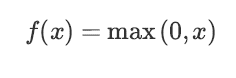 f(x) = max (0, x)